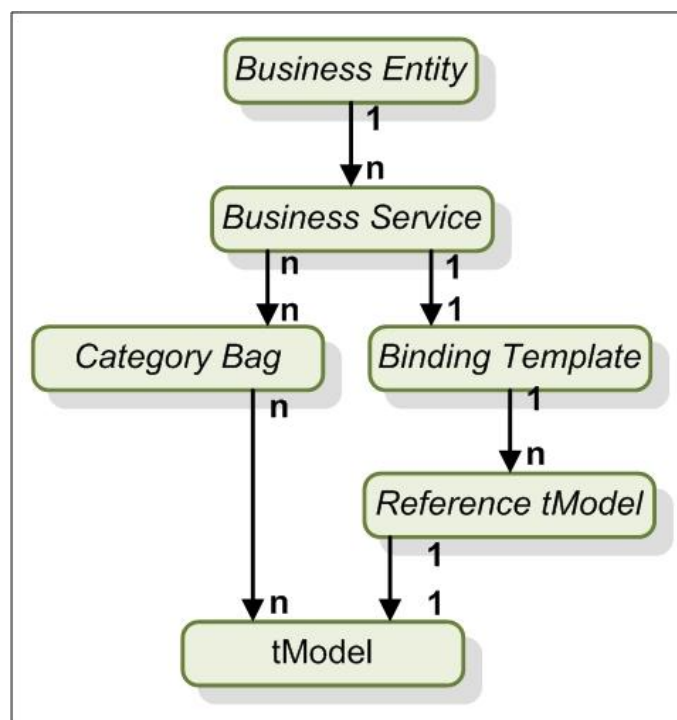 Business Entity
1
n
Business Service
n
1
n
1
Category Bag
Binding Template
n
1
n
Reference tModel
1
n
1
tModel